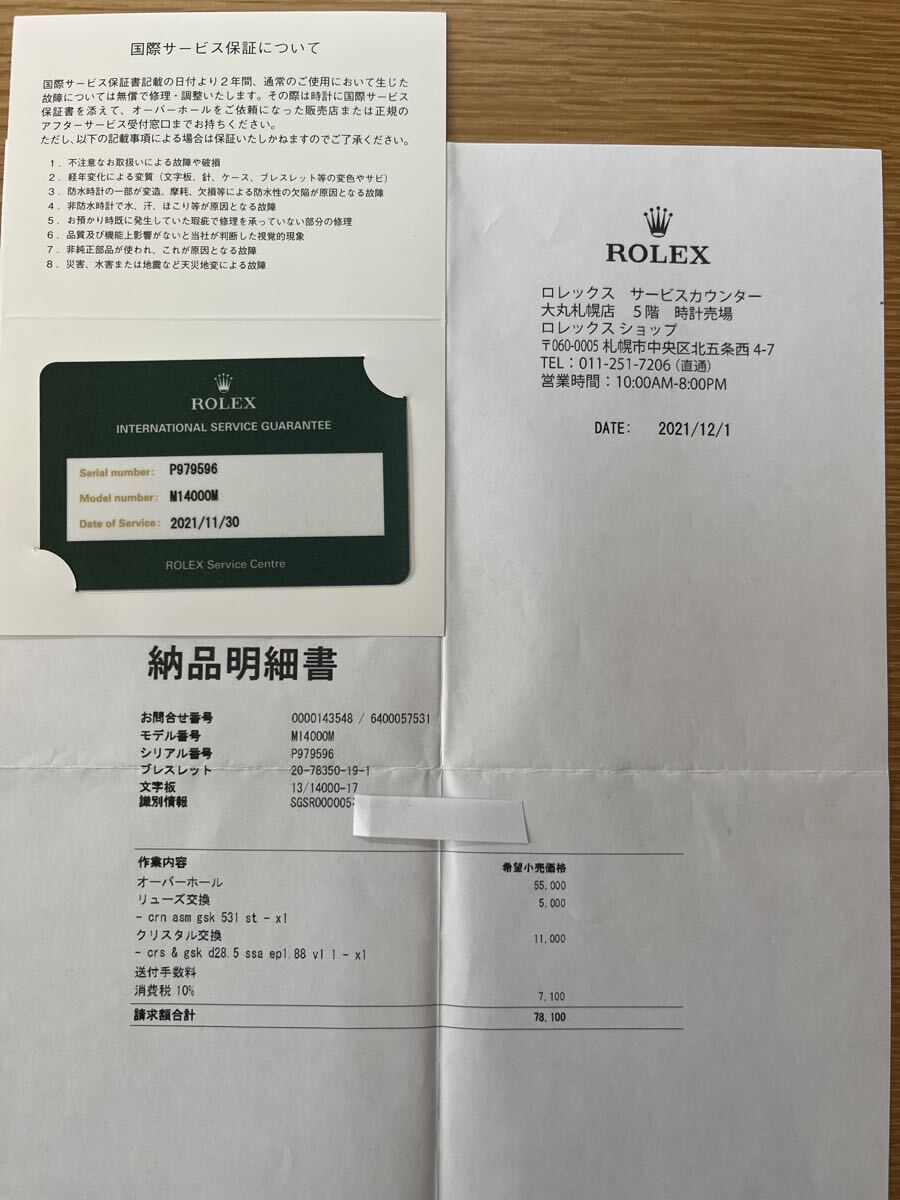 国際サービス保証について
国際サービス保証書記載の日付より2年間、通常のご使用において生じた
故障については無償で修理・調整いたします。その際は時計に国際サービス
保証書を添えて、オーバーホールをご依頼になった販売店または正規の
アフターサービス受付窓口までお持ちください。
ただし、以下の記載事項による場合は保証いたしかねますのでご了承ください。
1．不注意なお取扱いによる故障や破損
2．経年変化による変質（文字板、針、ケース、ブレスレット等の変色やサビ）
3．防水時計の一部が変造、摩耗、欠損等による防水性の欠陥が原因となる故障
4．非防水時計で水、汗、ほこり等が原因となる故障
5．お預かり時既に発生していた瑕疵で修理を承っていない部分の修理
6．品質及び機能上影響がないと当社が判断した視覚的現象
7．非純正部品が使われ、これが原因となる故障
8．災害、水害または地震など天災地変による故障
ROLEX
INTERNATIONAL SERVICE GUARANTEE
Serial number: P979596
Model number: M14000M
Date of Service: 2021/11/30
ROLEX Service Centre
ROLEX
ロレックス サービスカウンター
大丸札幌店 5階 時計売場
ロレックス ショップ
〒060-0005 札幌市中央区北五条西 4-7
TEL：011-251-7206（直通）
営業時間：10:00AM-8:00PM
DATE: 2021/12/1
納品明細書
お問合せ番号 0000143548 / 6400057531
モデル番号 M14000M
シリアル番号 P979596
ブレスレット 20-78350-19-1
文字板 13/14000-17
識別情報 SGSR000005
作業内容 希望小売価格
オーバーホール 55,000
リューズ交換 5,000
- crn asm gsk 531 st - x1
クリスタル交換 11,000
- crs & gsk d28.5 ssa ep1.88 v1 1 - x1
送付手数料
消費税 10% 7,100
請求額合計 78,100